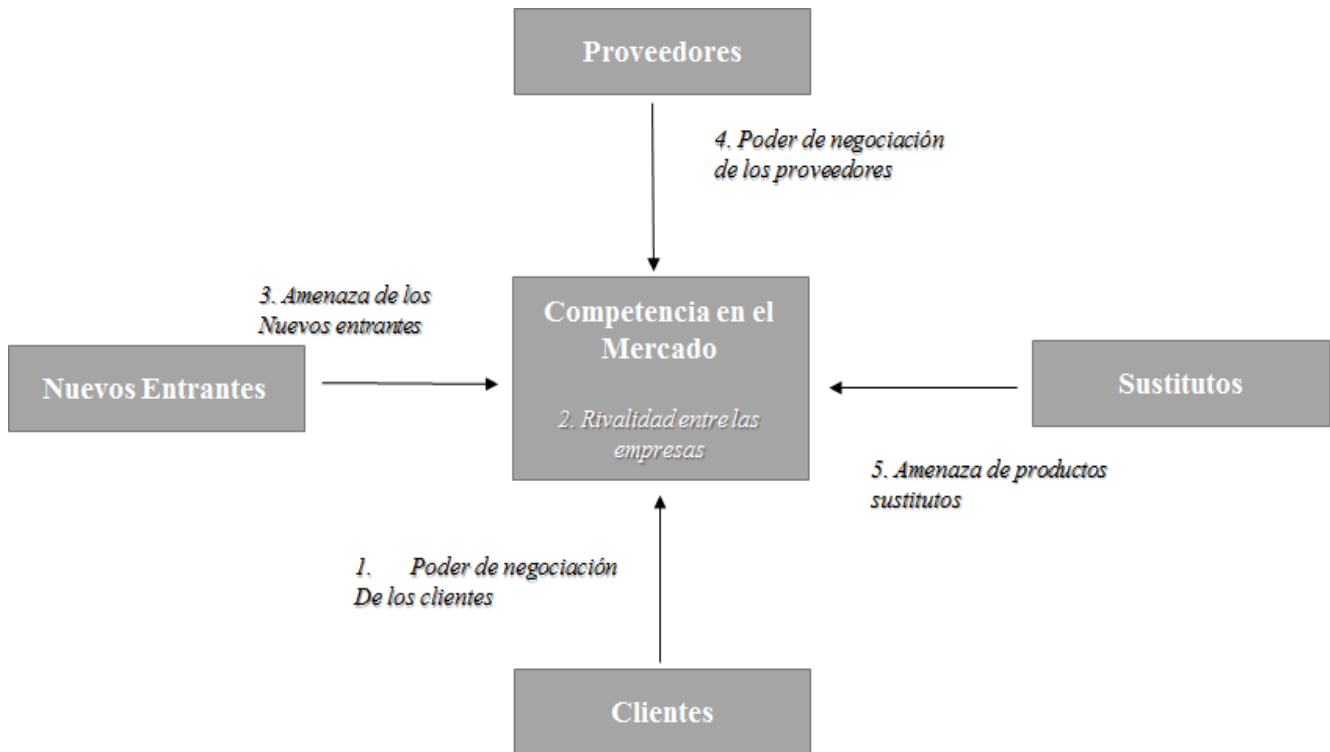 Proveedores
4. Poder de negociación
de los proveedores
3. Amenaza de los
Nuevos entrantes
Competencia en el
Mercado
2. Rivalidad entre las
empresas
Nuevos Entrantes
Sustitutos
5. Amenaza de productos
sustitutos
1. Poder de negociación
De los clientes
Clientes